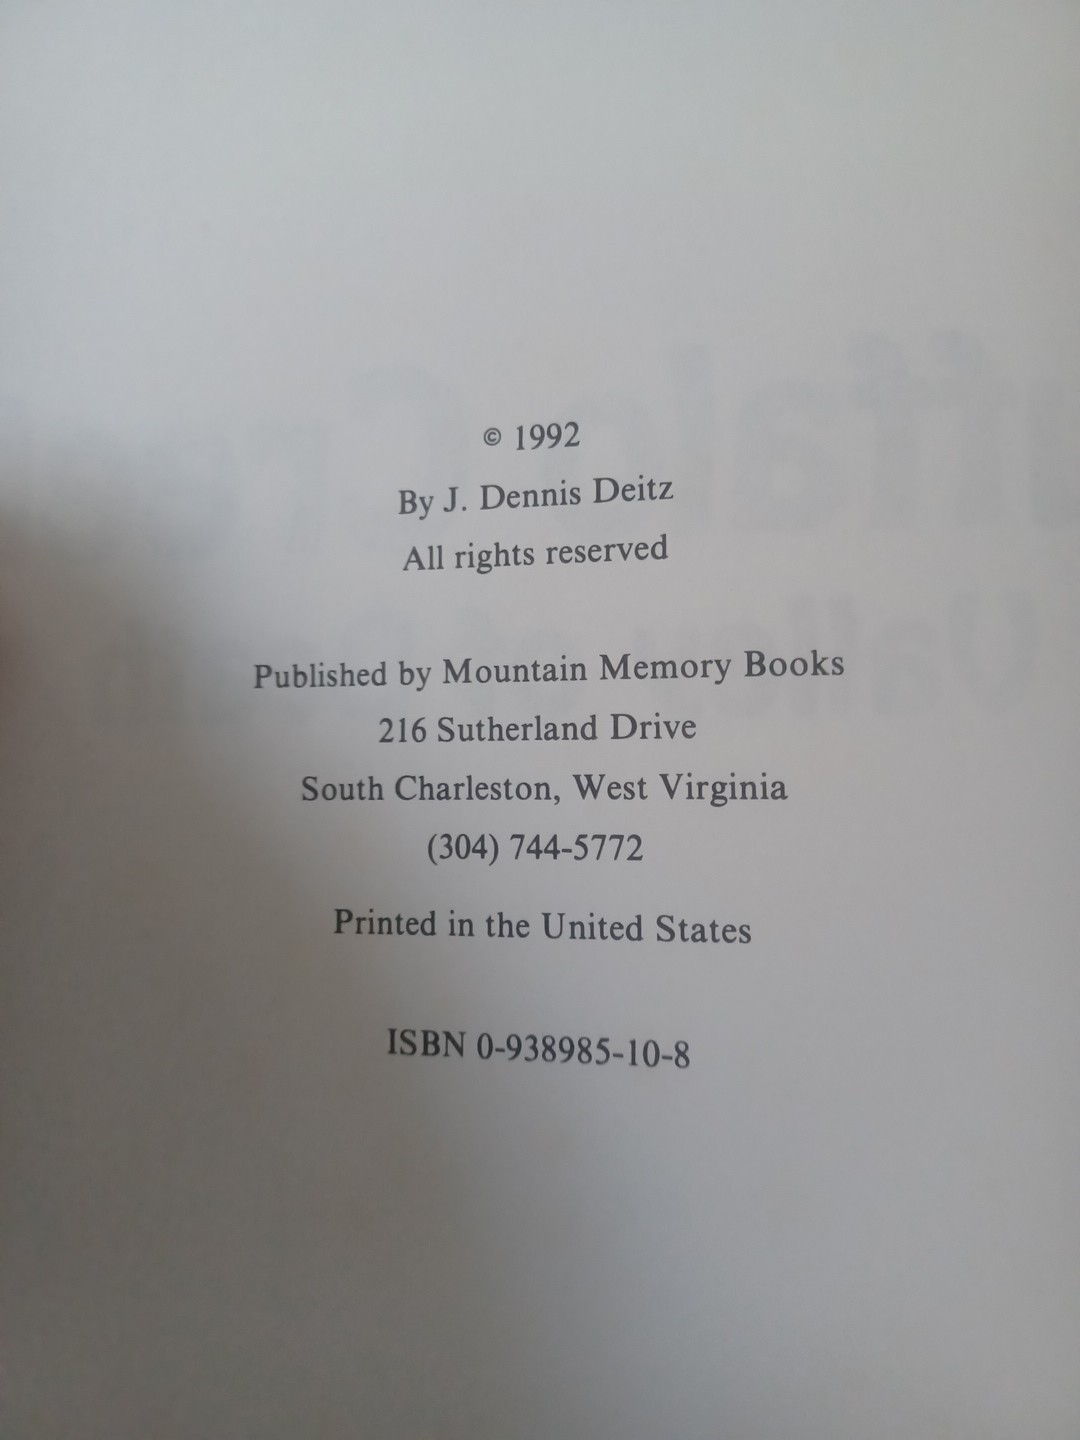 © 1992
By J. Dennis Deitz
All rights reserved
Published by Mountain Memory Books
216 Sutherland Drive
South Charleston, West Virginia
(304) 744-5772
Printed in the United States
ISBN 0-938985-10-8